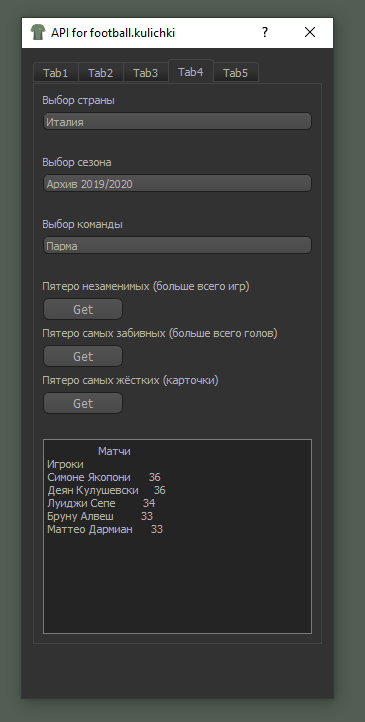 API for football.kulichki
?
Tab1 Tab2 Tab3 Tab4 Tab5
Выбор страны
Италия
Выбор сезона
Архив 2019/2020
Выбор команды
Парма
Пятеро незаменимых (больше всего игр)
Get
Пятеро самых забивных (больше всего голов)
Get
Пятеро самых жёстких (карточки)
Get
Матчи
Игроки
Симоне Якопони 36
Деян Кулушевски 36
Луиджи Сепе 34
Бруну Алвеш 33
Маттео Дармиан 33